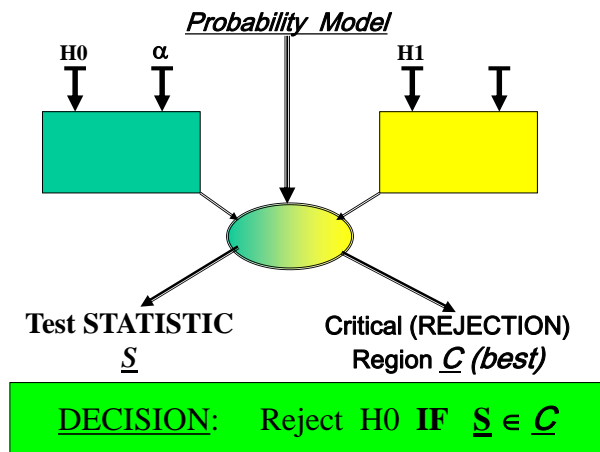 Probability Model
H0 α H1
Test STATISTIC
S
Critical (REJECTION)
Region C (best)
DECISION: Reject H0 IF S ∈ C